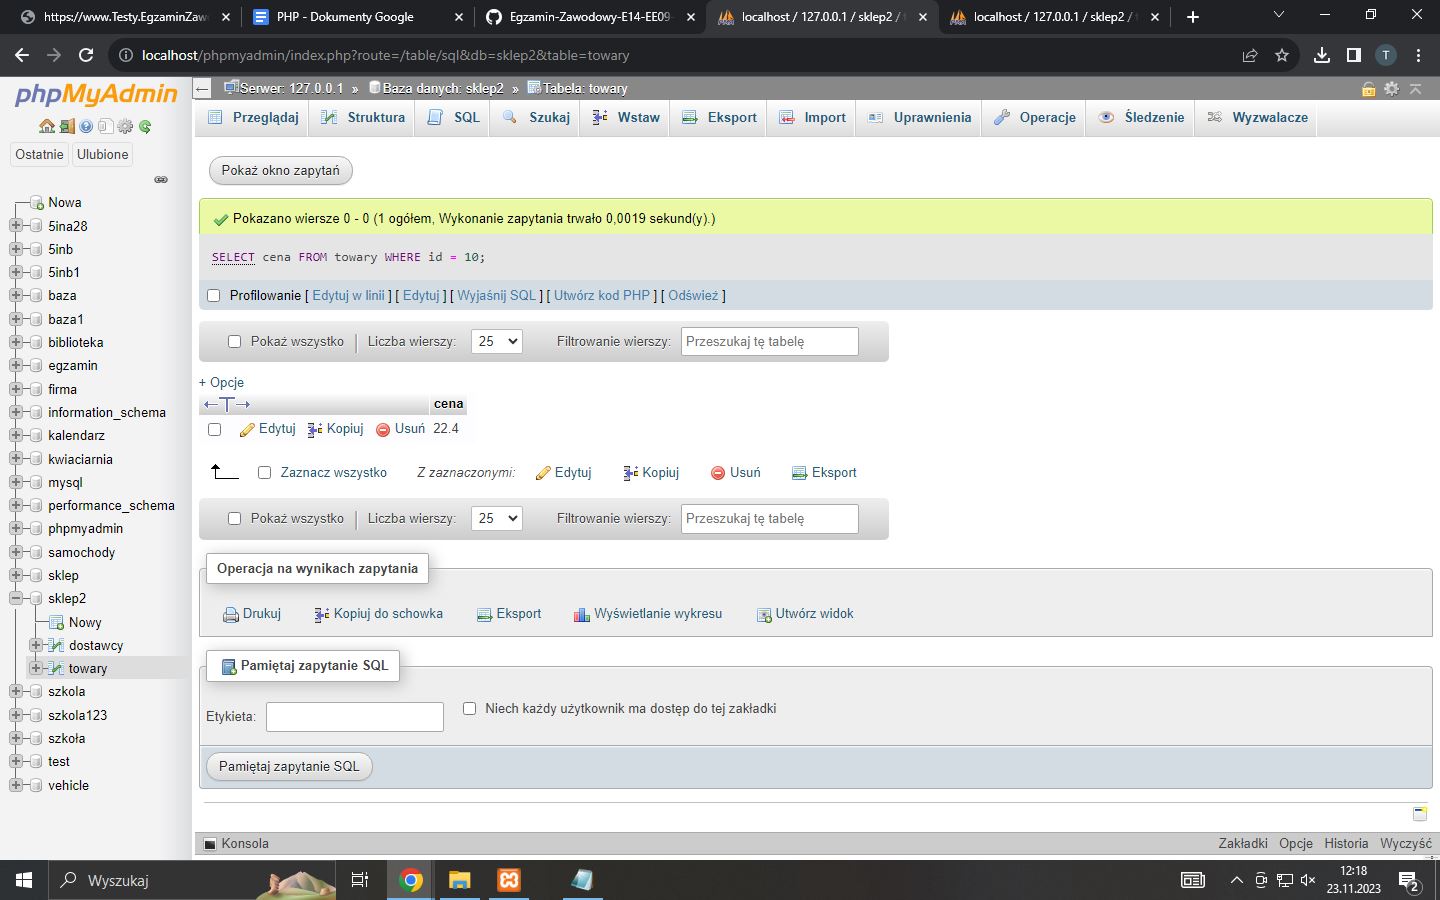 https://www.Testy.EgzaminZaw
PHP - Dokumenty Google
Egzamin-Zawodowy-E14-EE09-
localhost / 127.0.0.1 / sklep2 / t
localhost / 127.0.0.1 / sklep2 / t
localhost/phpmyadmin/index.php?route=/table/sql&db=sklep2&table=towary
T
phpMyAdmin
Ostatnie
Ulubione
Nowa
5ina28
5inb
5inb1
baza
baza1
biblioteka
egzamin
firma
information_schema
kalendarz
kwiaciarnia
mysql
performance_schema
phpmyadmin
samochody
sklep
sklep2
Nowy
dostawcy
towary
szkola
szkola123
szkoła
test
vehicle
Serwer: 127.0.0.1 » Baza danych: sklep2 » Tabela: towary
Przeglądaj Struktura SQL Szukaj Wstaw Eksport Import Uprawnienia Operacje Śledzenie Wyzwalacze
Pokaż okno zapytań
Pokazano wiersze 0 - 0 (1 ogółem, Wykonanie zapytania trwało 0,0019 sekund(y).)
SELECT cena FROM towary WHERE id = 10;
Profilowanie [ Edytuj w linii ] [ Edytuj ] [ Wyjaśnij SQL ] [ Utwórz kod PHP ] [ Odśwież ]
Pokaż wszystko | Liczba wierszy: 25 Filtrowanie wierszy: Przeszukaj tę tabelę
+ Opcje
←T→ cena
Edytuj Kopiuj Usuń 22.4
Zaznacz wszystko Z zaznaczonymi: Edytuj Kopiuj Usuń Eksport
Pokaż wszystko | Liczba wierszy: 25 Filtrowanie wierszy: Przeszukaj tę tabelę
Operacja na wynikach zapytania
Drukuj Kopiuj do schowka Eksport Wyświetlanie wykresu Utwórz widok
Pamiętaj zapytanie SQL
Etykieta: Niech każdy użytkownik ma dostęp do tej zakładki
Pamiętaj zapytanie SQL
Konsola Zakładki Opcje Historia Wyczyść
Wyszukaj
12:18
23.11.2023
2